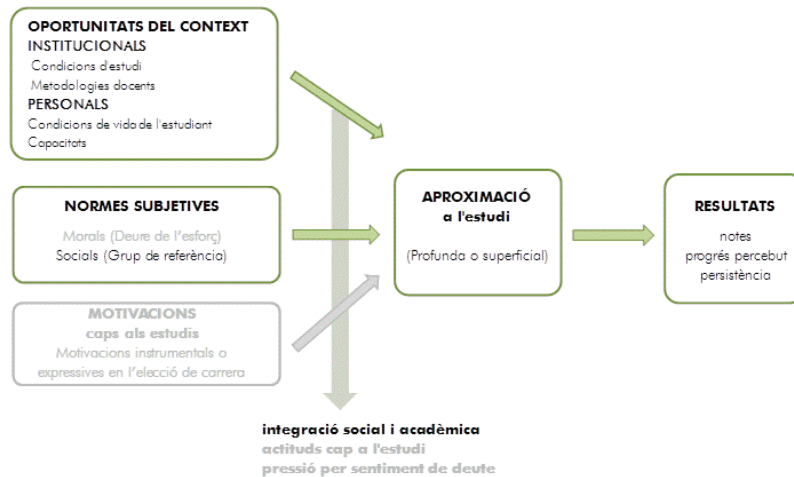 OPORTUNITATS DEL CONTEXT
INSTITUCIONALS
Condicions d'estudi
Metodologies docents
PERSONALS
Condicions de vida de l'estudiant
Capacitats
NORMES SUBJETIVES
Morals (Deure de l'esforç)
Socials (Grup de referència)
MOTIVACIONS
caps als estudis
Motivacions instrumentals o
expressives en l'elecció de carrera
APROXIMACIÓ
a l'estudi
(Profunda o superficial)
RESULTATS
notes
progrés percebut
persistència
integració social i acadèmica
actituds cap a l'estudi
pressió per sentiment de deute